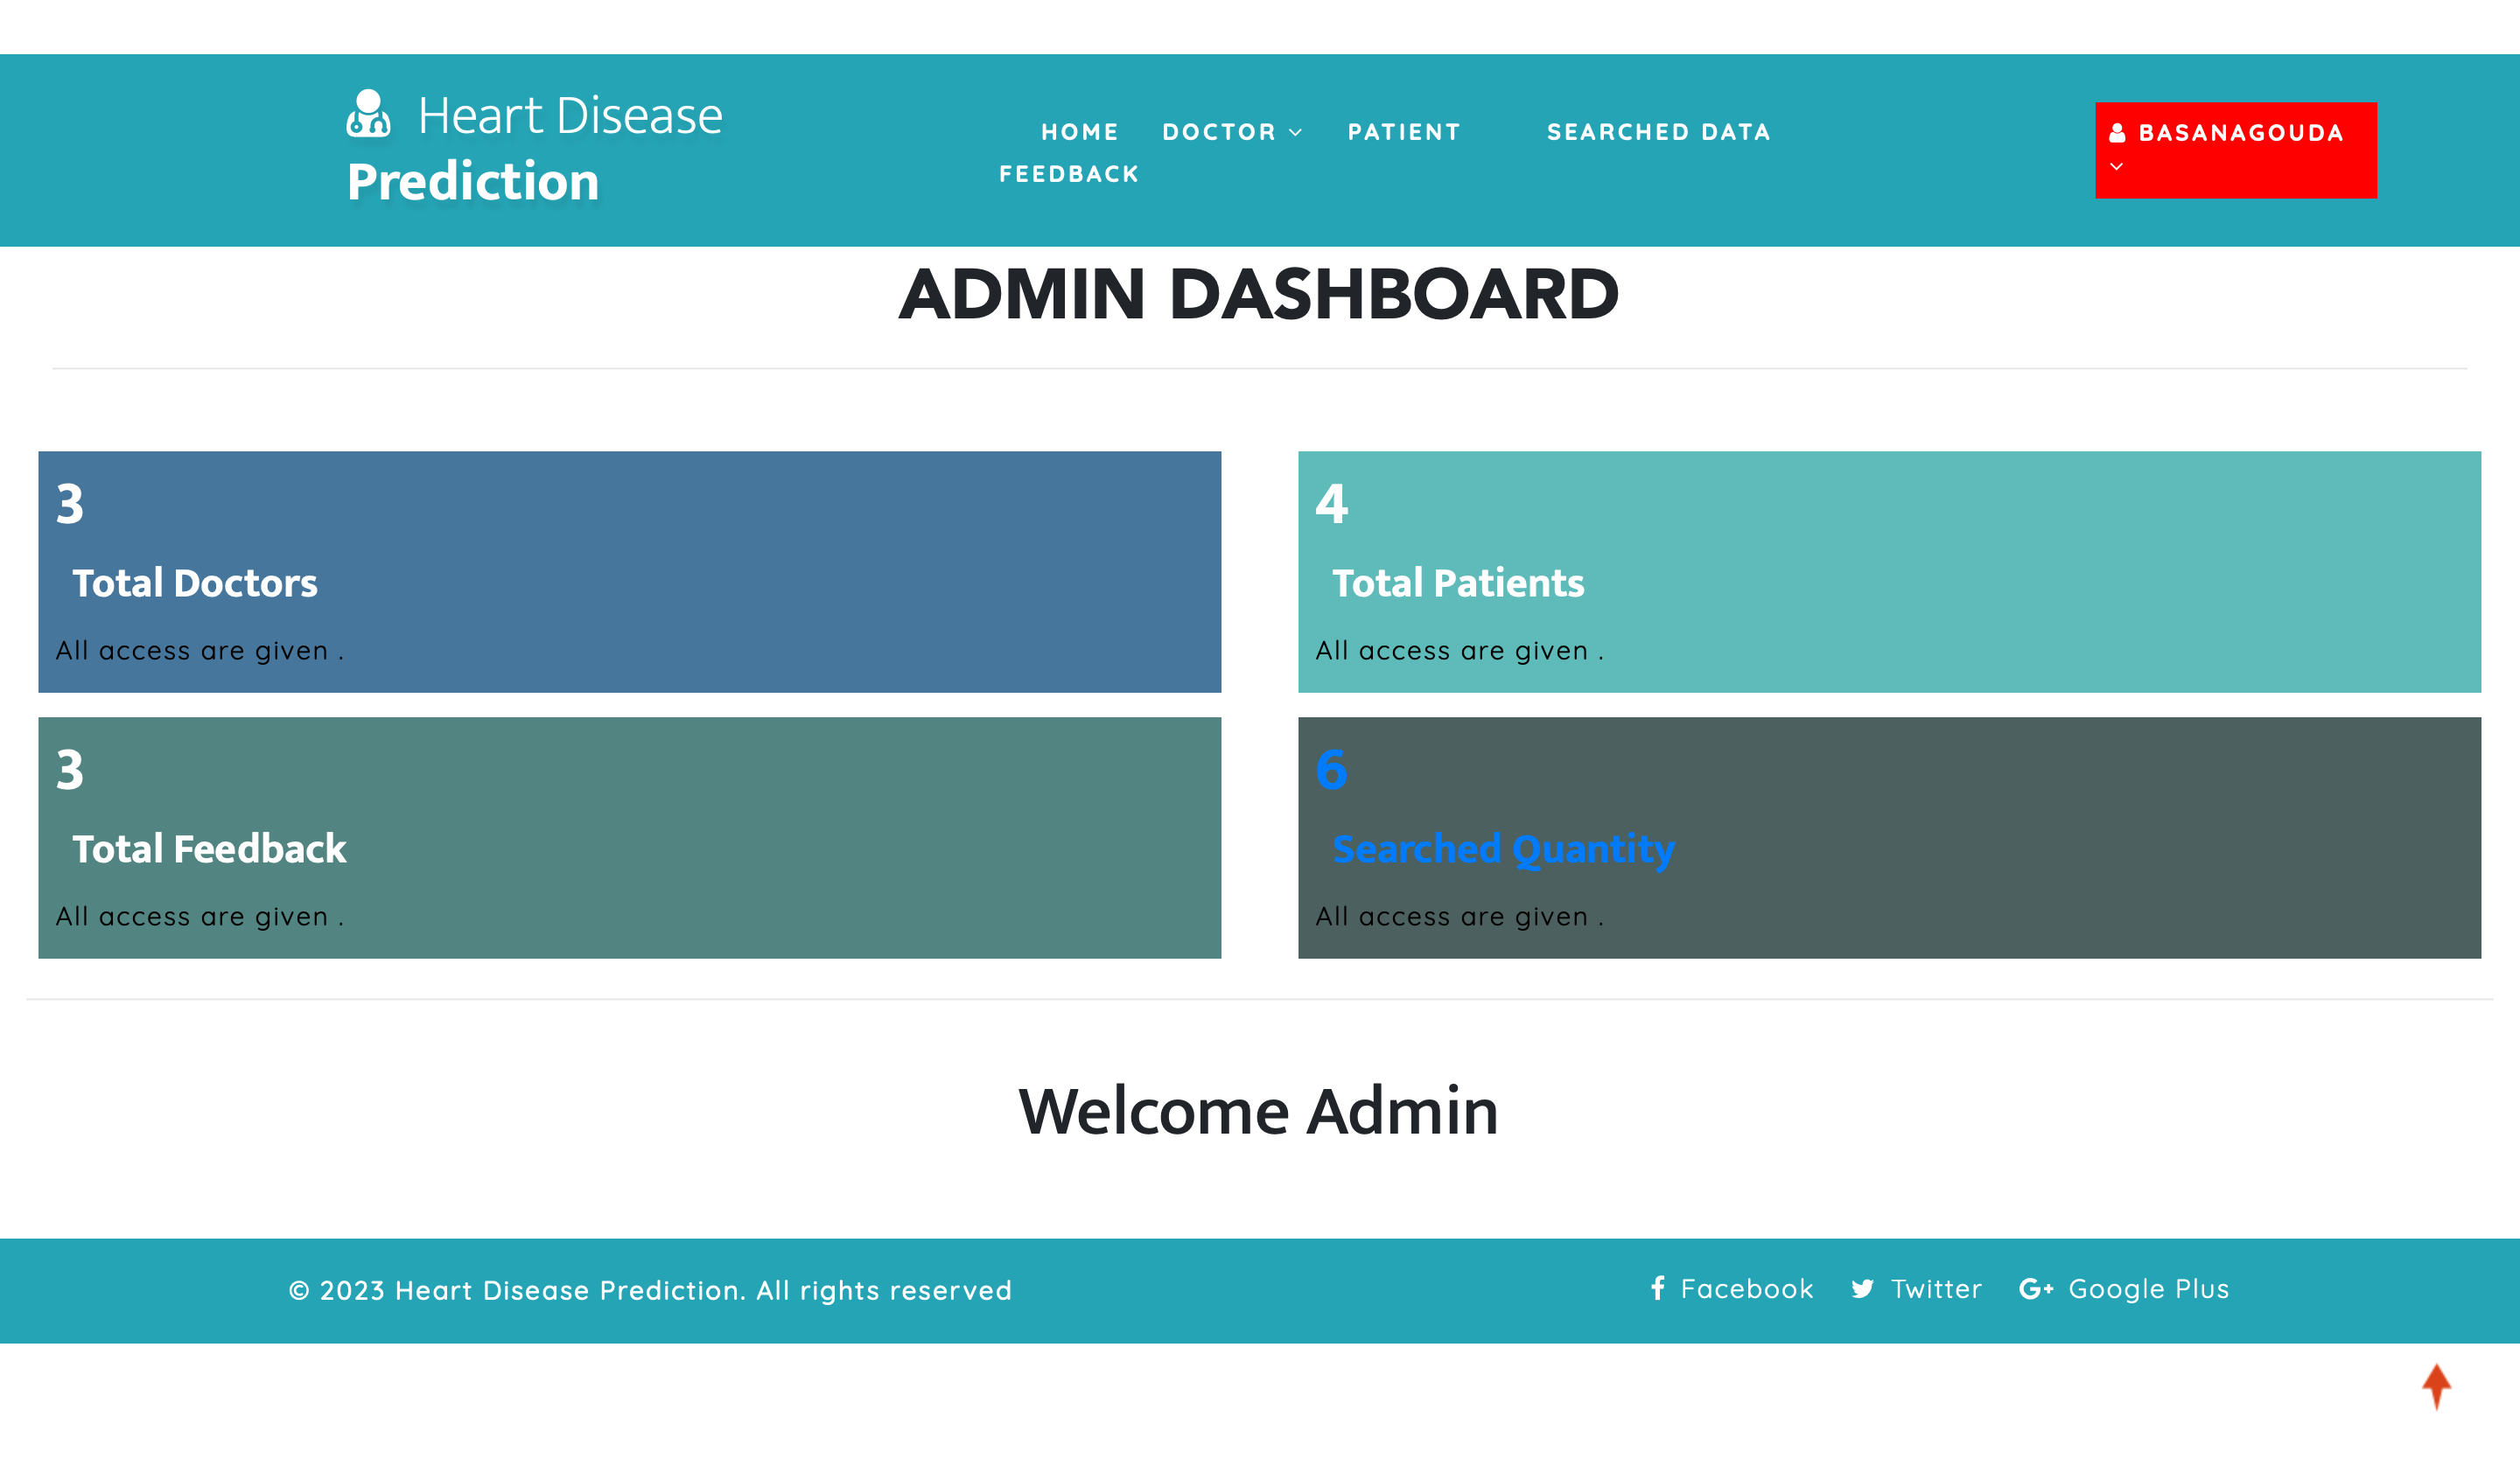 Heart Disease
Prediction
HOME DOCTOR PATIENT SEARCHED DATA
FEEDBACK
BASANAGOUDA
ADMIN DASHBOARD
3
Total Doctors
All access are given .
4
Total Patients
All access are given .
3
Total Feedback
All access are given .
6
Searched Quantity
All access are given .
Welcome Admin
© 2023 Heart Disease Prediction. All rights reserved
Facebook Twitter Google Plus